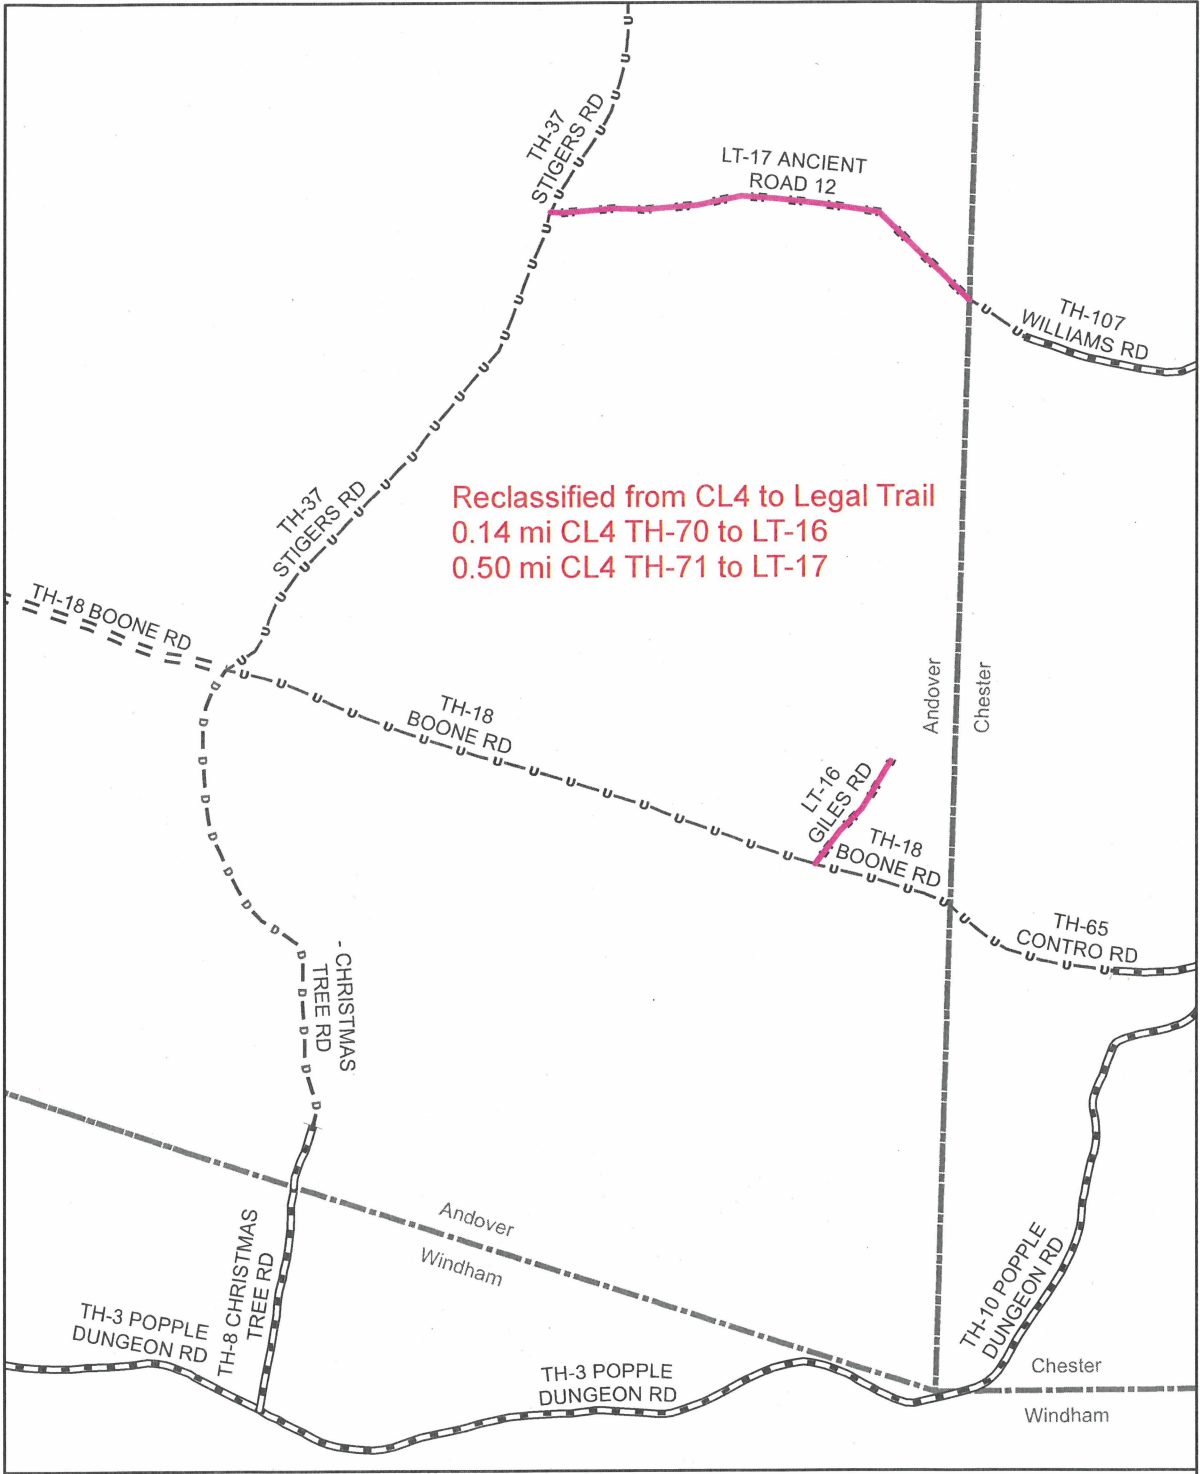 TH-37
STIGERS RD
LT-17 ANCIENT
ROAD 12
TH-107
WILLIAMS RD
Reclassified from CL4 to Legal Trail
0.14 mi CL4 TH-70 to LT-16
0.50 mi CL4 TH-71 to LT-17
TH-37
STIGERS RD
TH-18 BOONE RD
Andover
Chester
TH-18
BOONE RD
LT-16
GILES RD
TH-18
BOONE RD
TH-65
CONTRO RD
- CHRISTMAS
TREE RD
Andover
Windham
TH-8 CHRISTMAS
TREE RD
TH-10 POPPLE
DUNGEON RD
TH-3 POPPLE
DUNGEON RD
TH-3 POPPLE
DUNGEON RD
Chester
Windham